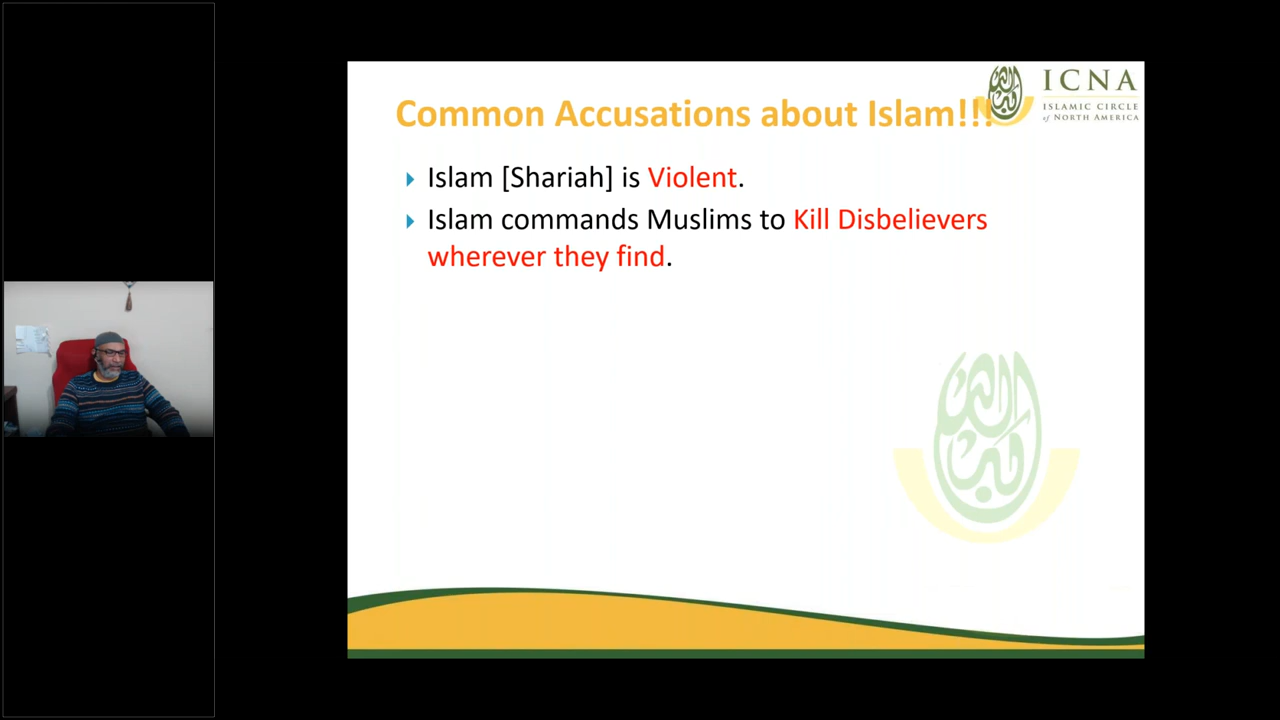 ICNA
ISLAMIC CIRCLE
of NORTH AMERICA
Common Accusations about Islam!!!
Islam [Shariah] is Violent.
Islam commands Muslims to Kill Disbelievers
wherever they find.